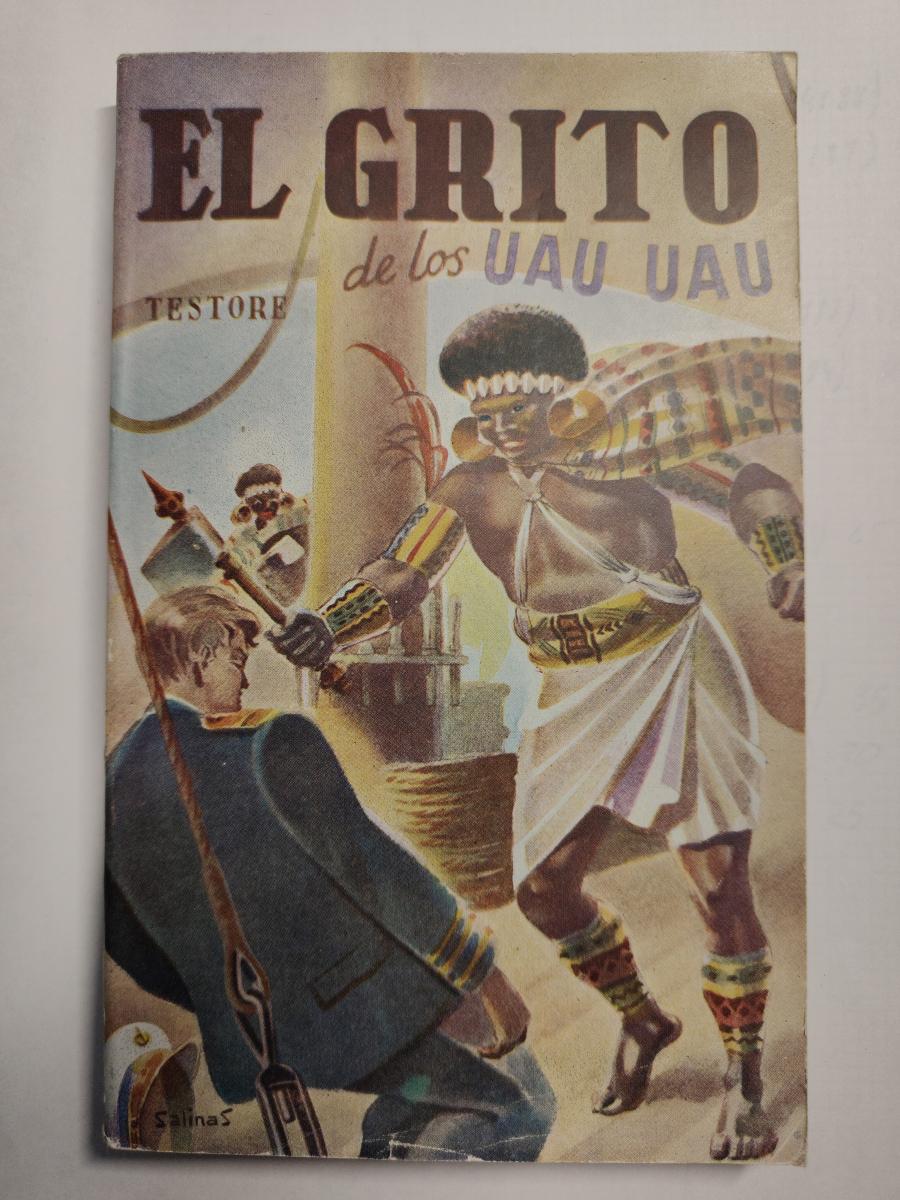 EL GRITO
de los UAU UAU
TESTORE
SalinaS